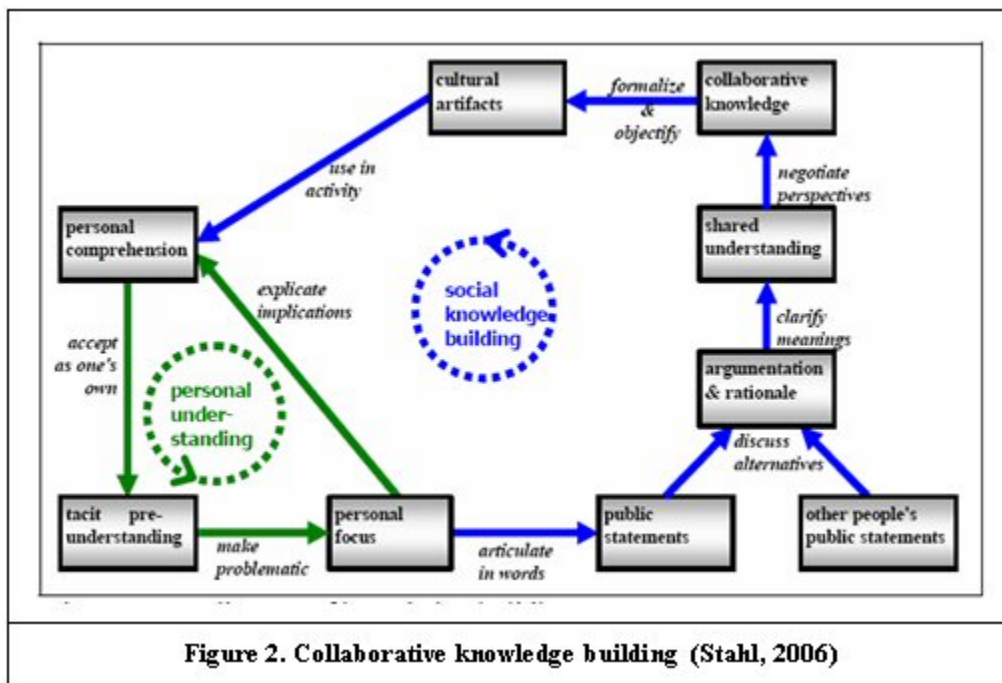 cultural
artifacts
formalize
&
objectify
collaborative
knowledge
use in
activity
negotiate
perspectives
personal
comprehension
shared
understanding
explicate
implications
social
knowledge
building
accept
as one's
own
clarify
meanings
personal
under-
standing
argumentation
& rationale
discuss
alternatives
tacit pre-
understanding
make
problematic
personal
focus
articulate
in words
public
statements
other people's
public statements
Figure 2. Collaborative knowledge building (Stahl, 2006)